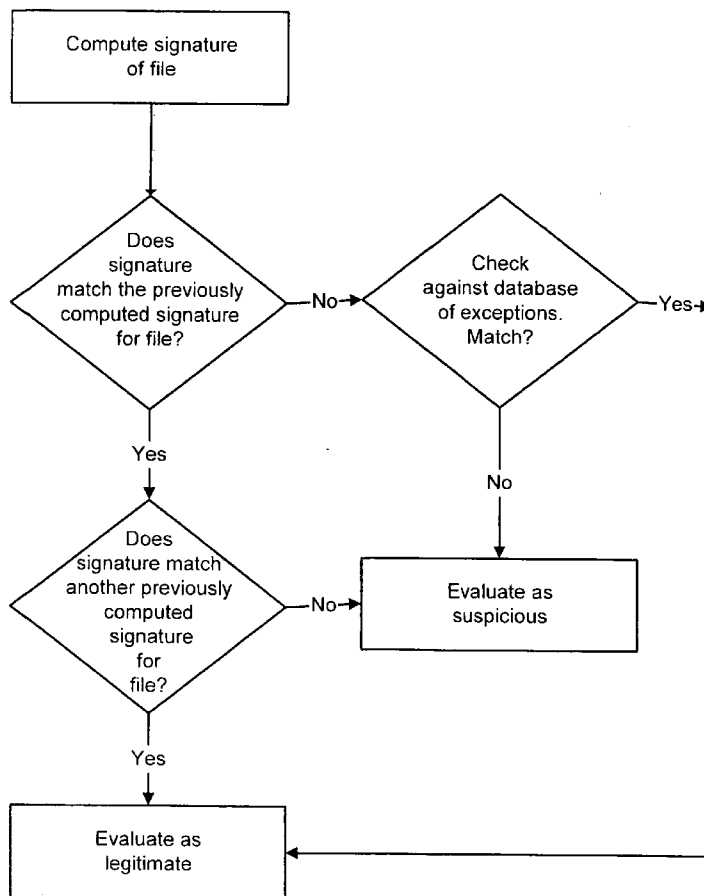 Compute signature
of file
Does
signature
match the previously
computed signature
for file?
No
Check
against database
of exceptions.
Match?
Yes
Yes
No
Does
signature match
another previously
computed
signature
for
file?
No
Evaluate as
suspicious
Yes
Evaluate as
legitimate